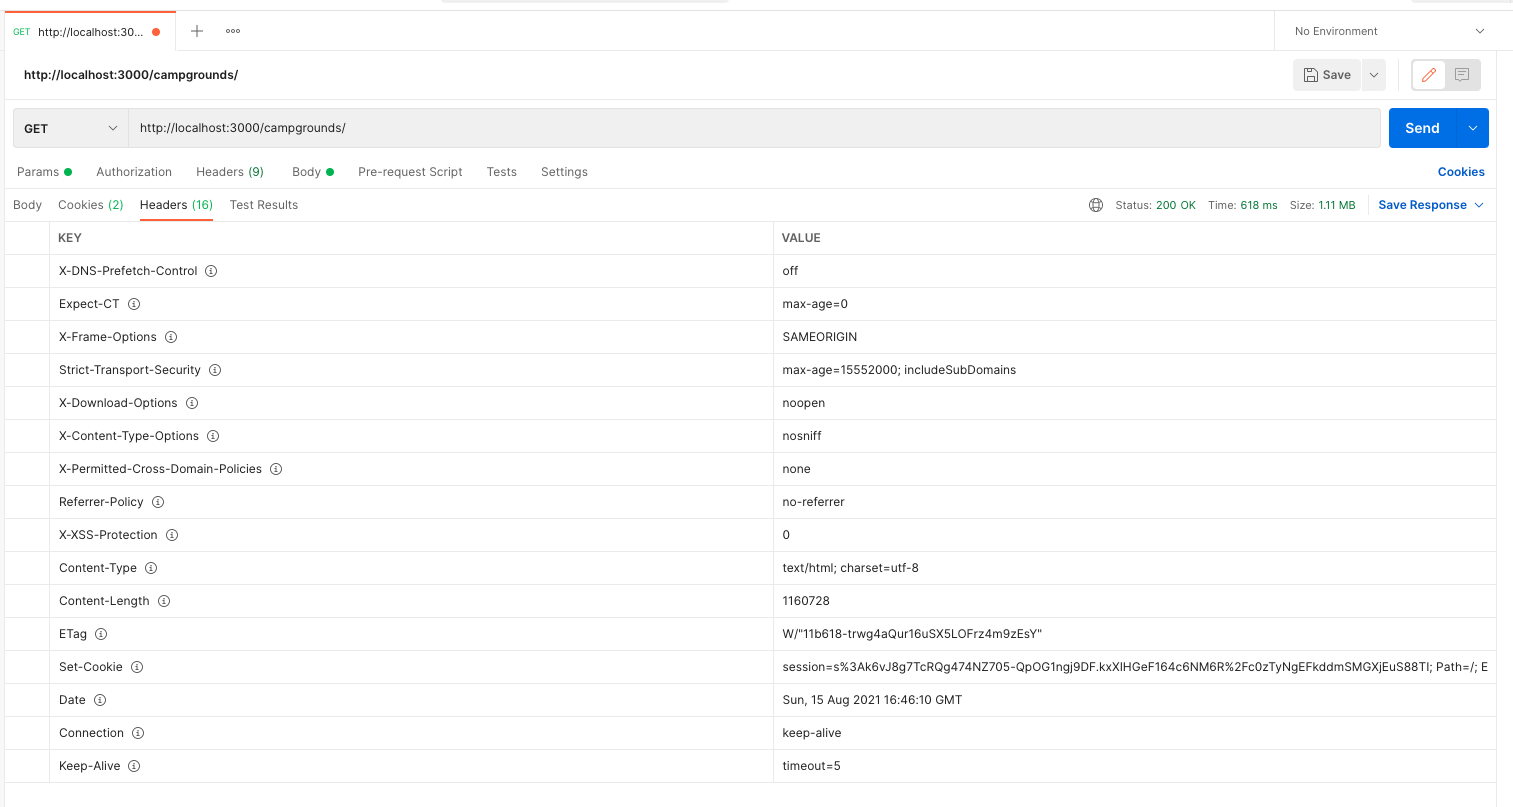 GET http://localhost:30...
No Environment
http://localhost:3000/campgrounds/
Save
GET http://localhost:3000/campgrounds/
Send
Params Authorization Headers (9) Body Pre-request Script Tests Settings Cookies
Body Cookies (2) Headers (16) Test Results Status: 200 OK Time: 618 ms Size: 1.11 MB Save Response
KEY VALUE
X-DNS-Prefetch-Control off
Expect-CT max-age=0
X-Frame-Options SAMEORIGIN
Strict-Transport-Security max-age=15552000; includeSubDomains
X-Download-Options noopen
X-Content-Type-Options nosniff
X-Permitted-Cross-Domain-Policies none
Referrer-Policy no-referrer
X-XSS-Protection 0
Content-Type text/html; charset=utf-8
Content-Length 1160728
ETag W/"11b618-trwg4aQur16uSX5LOFrz4m9zEsY"
Set-Cookie session=s%3Ak6vJ8g7TcRQg474NZ705-QpOG1ngj9DF.kxXIHGeF164c6NM6R%2Fc0zTyNgEFkddmSMGXjEuS88TI; Path=/; E
Date Sun, 15 Aug 2021 16:46:10 GMT
Connection keep-alive
Keep-Alive timeout=5